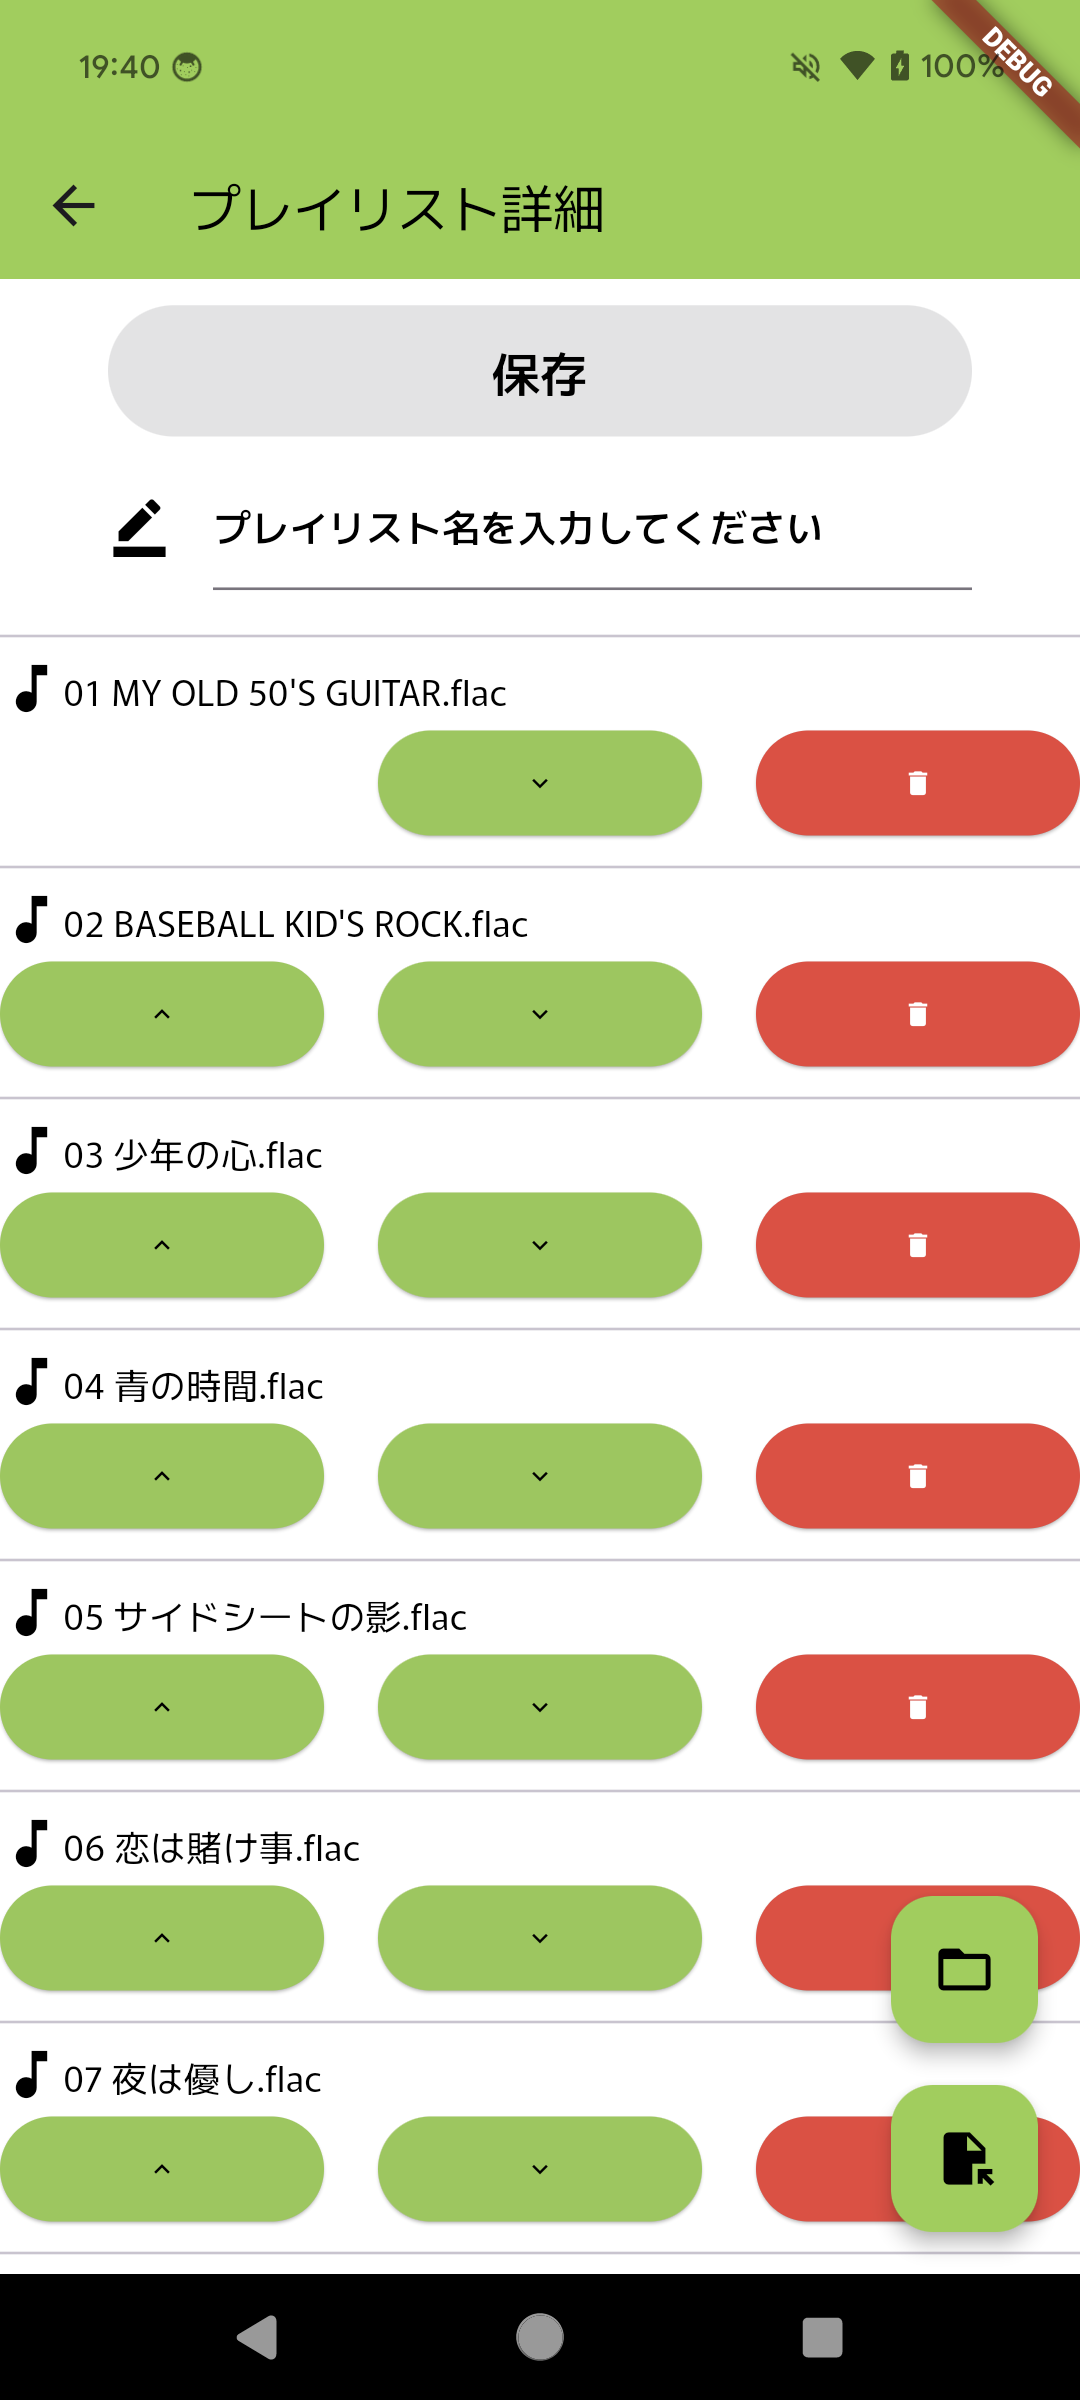 19:40
100%
DEBUG
プレイリスト詳細
保存
プレイリスト名を入力してください
01 MY OLD 50'S GUITAR.flac
02 BASEBALL KID'S ROCK.flac
03 少年の心.flac
04 青の時間.flac
05 サイドシートの影.flac
06 恋は賭け事.flac
07 夜は優し.flac